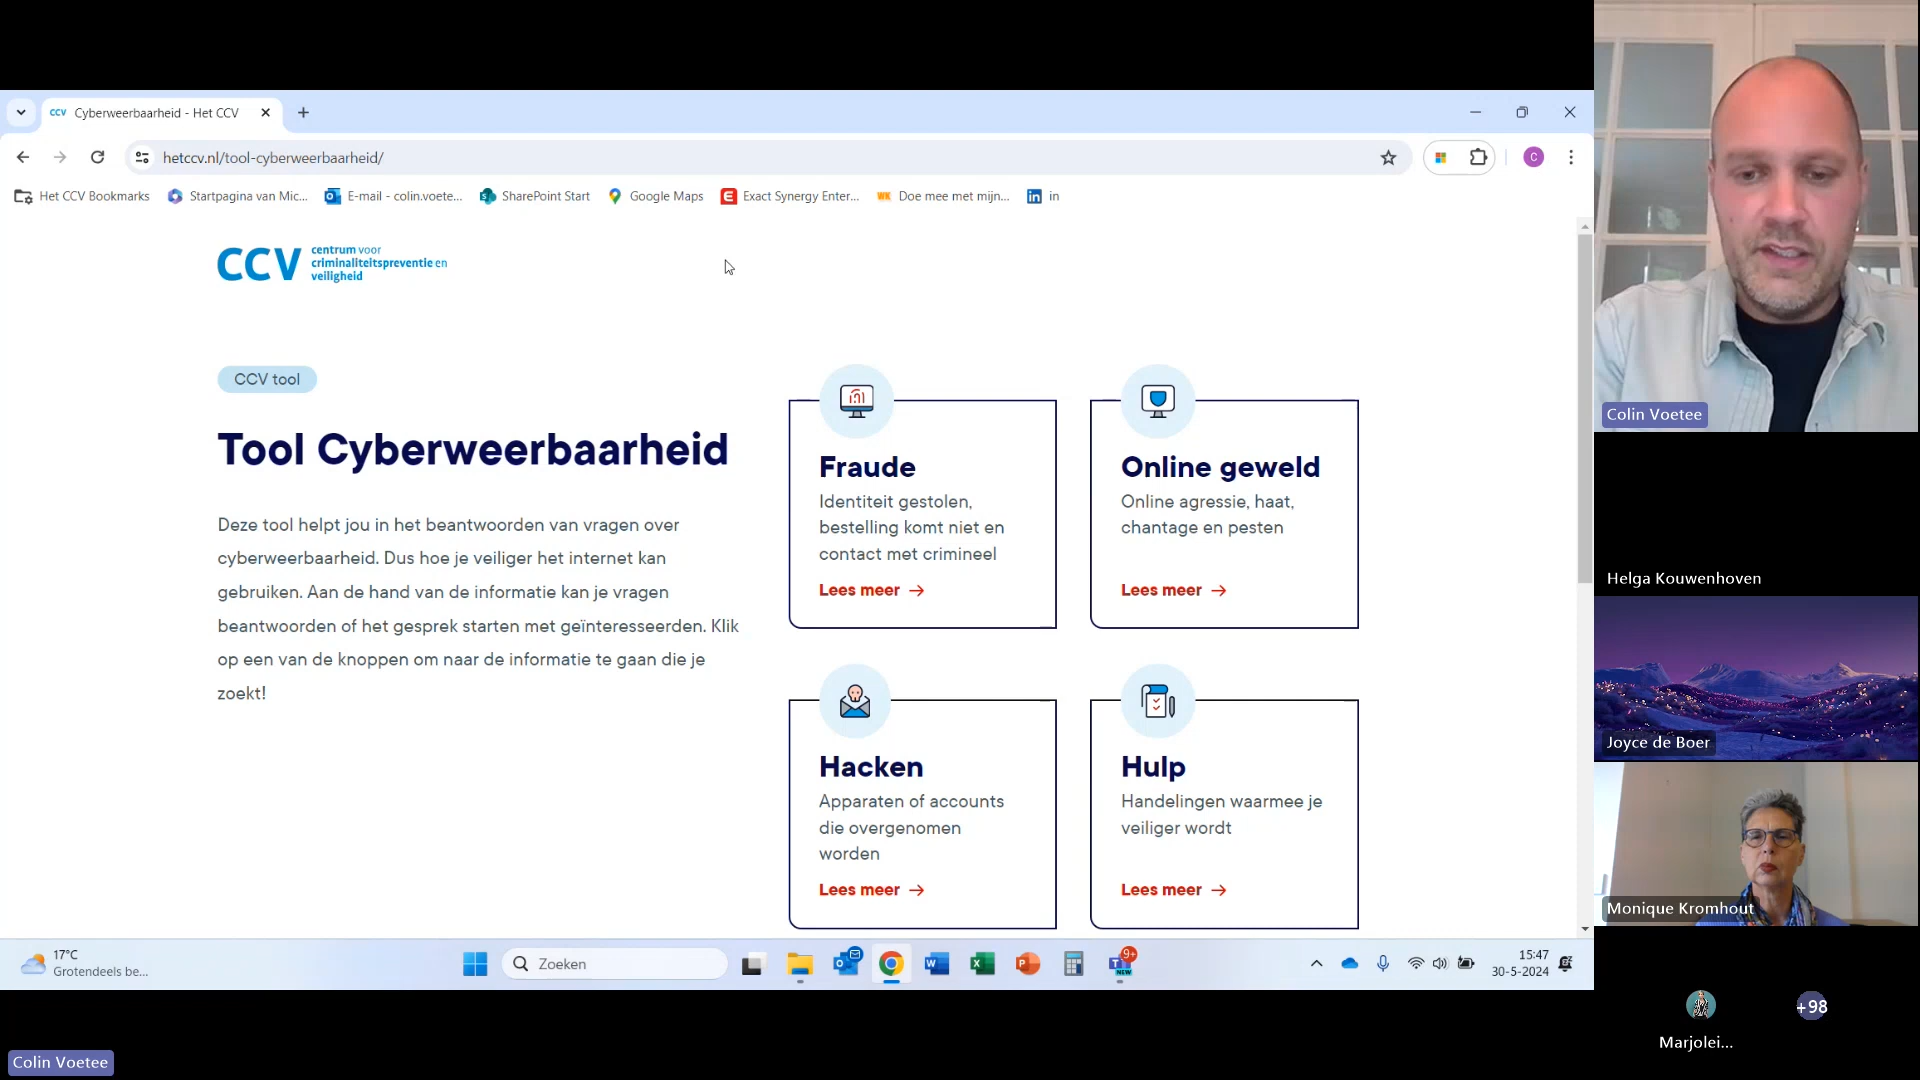 CCV Cyberweerbaarheid - Het CCV
hetccv.nl/tool-cyberweerbaarheid/
C
Het CCV Bookmarks
Startpagina van Mic...
E-mail - colin.voete...
SharePoint Start
Google Maps
Exact Synergy Enter...
WK Doe mee met mijn...
in
CCV
centrum voor
criminaliteitspreventie en
veiligheid
CCV tool
Tool Cyberweerbaarheid
Deze tool helpt jou in het beantwoorden van vragen over
cyberweerbaarheid. Dus hoe je veiliger het internet kan
gebruiken. Aan de hand van de informatie kan je vragen
beantwoorden of het gesprek starten met geïnteresseerden. Klik
op een van de knoppen om naar de informatie te gaan die je
zoekt!
Fraude
Identiteit gestolen,
bestelling komt niet en
contact met crimineel
Lees meer
Online geweld
Online agressie, haat,
chantage en pesten
Lees meer
Hacken
Apparaten of accounts
die overgenomen
worden
Lees meer
Hulp
Handelingen waarmee je
veiliger wordt
Lees meer
17°C
Grotendeels be...
Zoeken
9+
NEW
15:47
30-5-2024
Colin Voetee
Helga Kouwenhoven
Joyce de Boer
Monique Kromhout
Marjolei...
+98
Colin Voetee